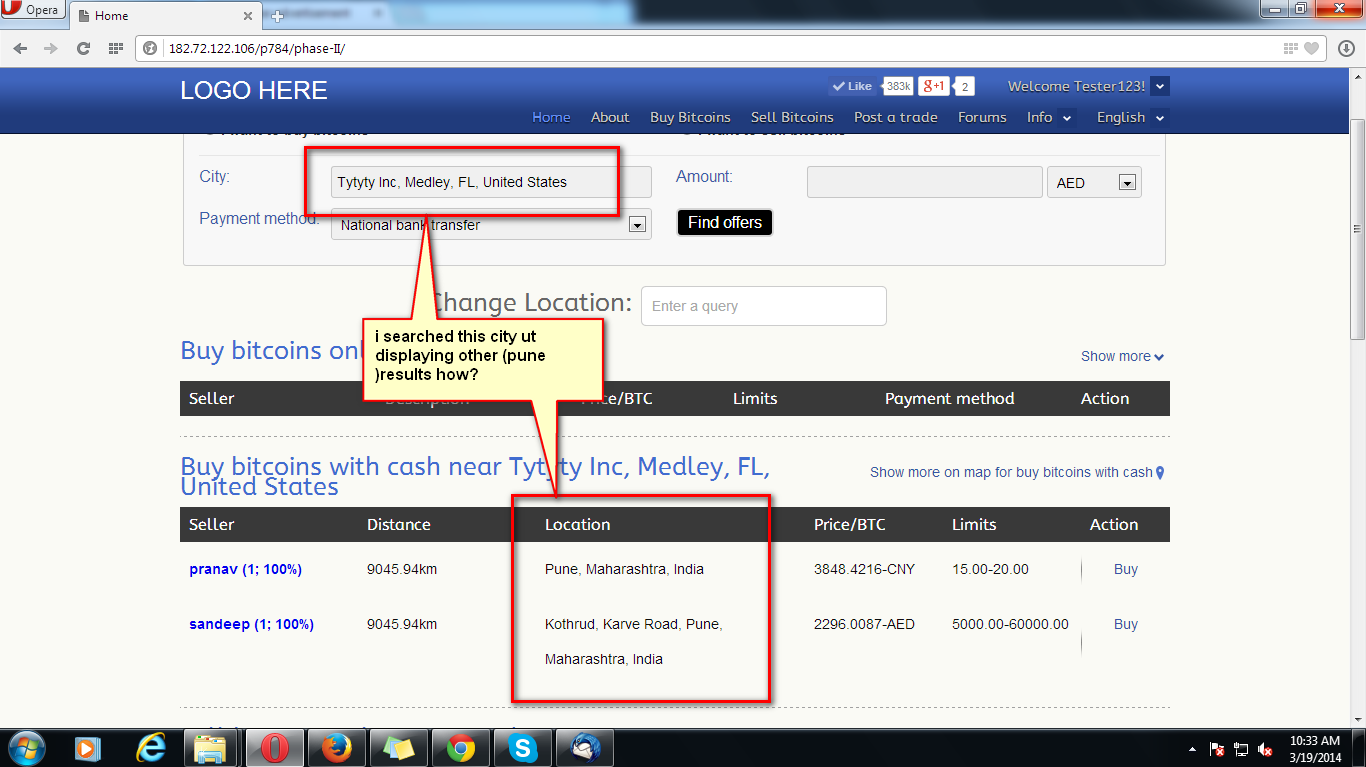 Opera
Home
182.72.122.106/p784/phase-II/
LOGO HERE
Like 383k g+1 2
Welcome Tester123!
Home About Buy Bitcoins Sell Bitcoins Post a trade Forums Info English
City: Tytyty Inc, Medley, FL, United States Amount: AED
Payment method: National bank transfer Find offers
Change Location: Enter a query
i searched this city ut
displaying other (pune
)results how?
Buy bitcoins Show more
Seller Description Price/BTC Limits Payment method Action
Buy bitcoins with cash near Tytyty Inc, Medley, FL,
United States
Show more on map for buy bitcoins with cash
Seller Distance Location Price/BTC Limits Action
pranav (1; 100%) 9045.94km Pune, Maharashtra, India 3848.4216-CNY 15.00-20.00 Buy
sandeep (1; 100%) 9045.94km Kothrud, Karve Road, Pune, 2296.0087-AED 5000.00-60000.00 Buy
Maharashtra, India
10:33 AM
3/19/2014